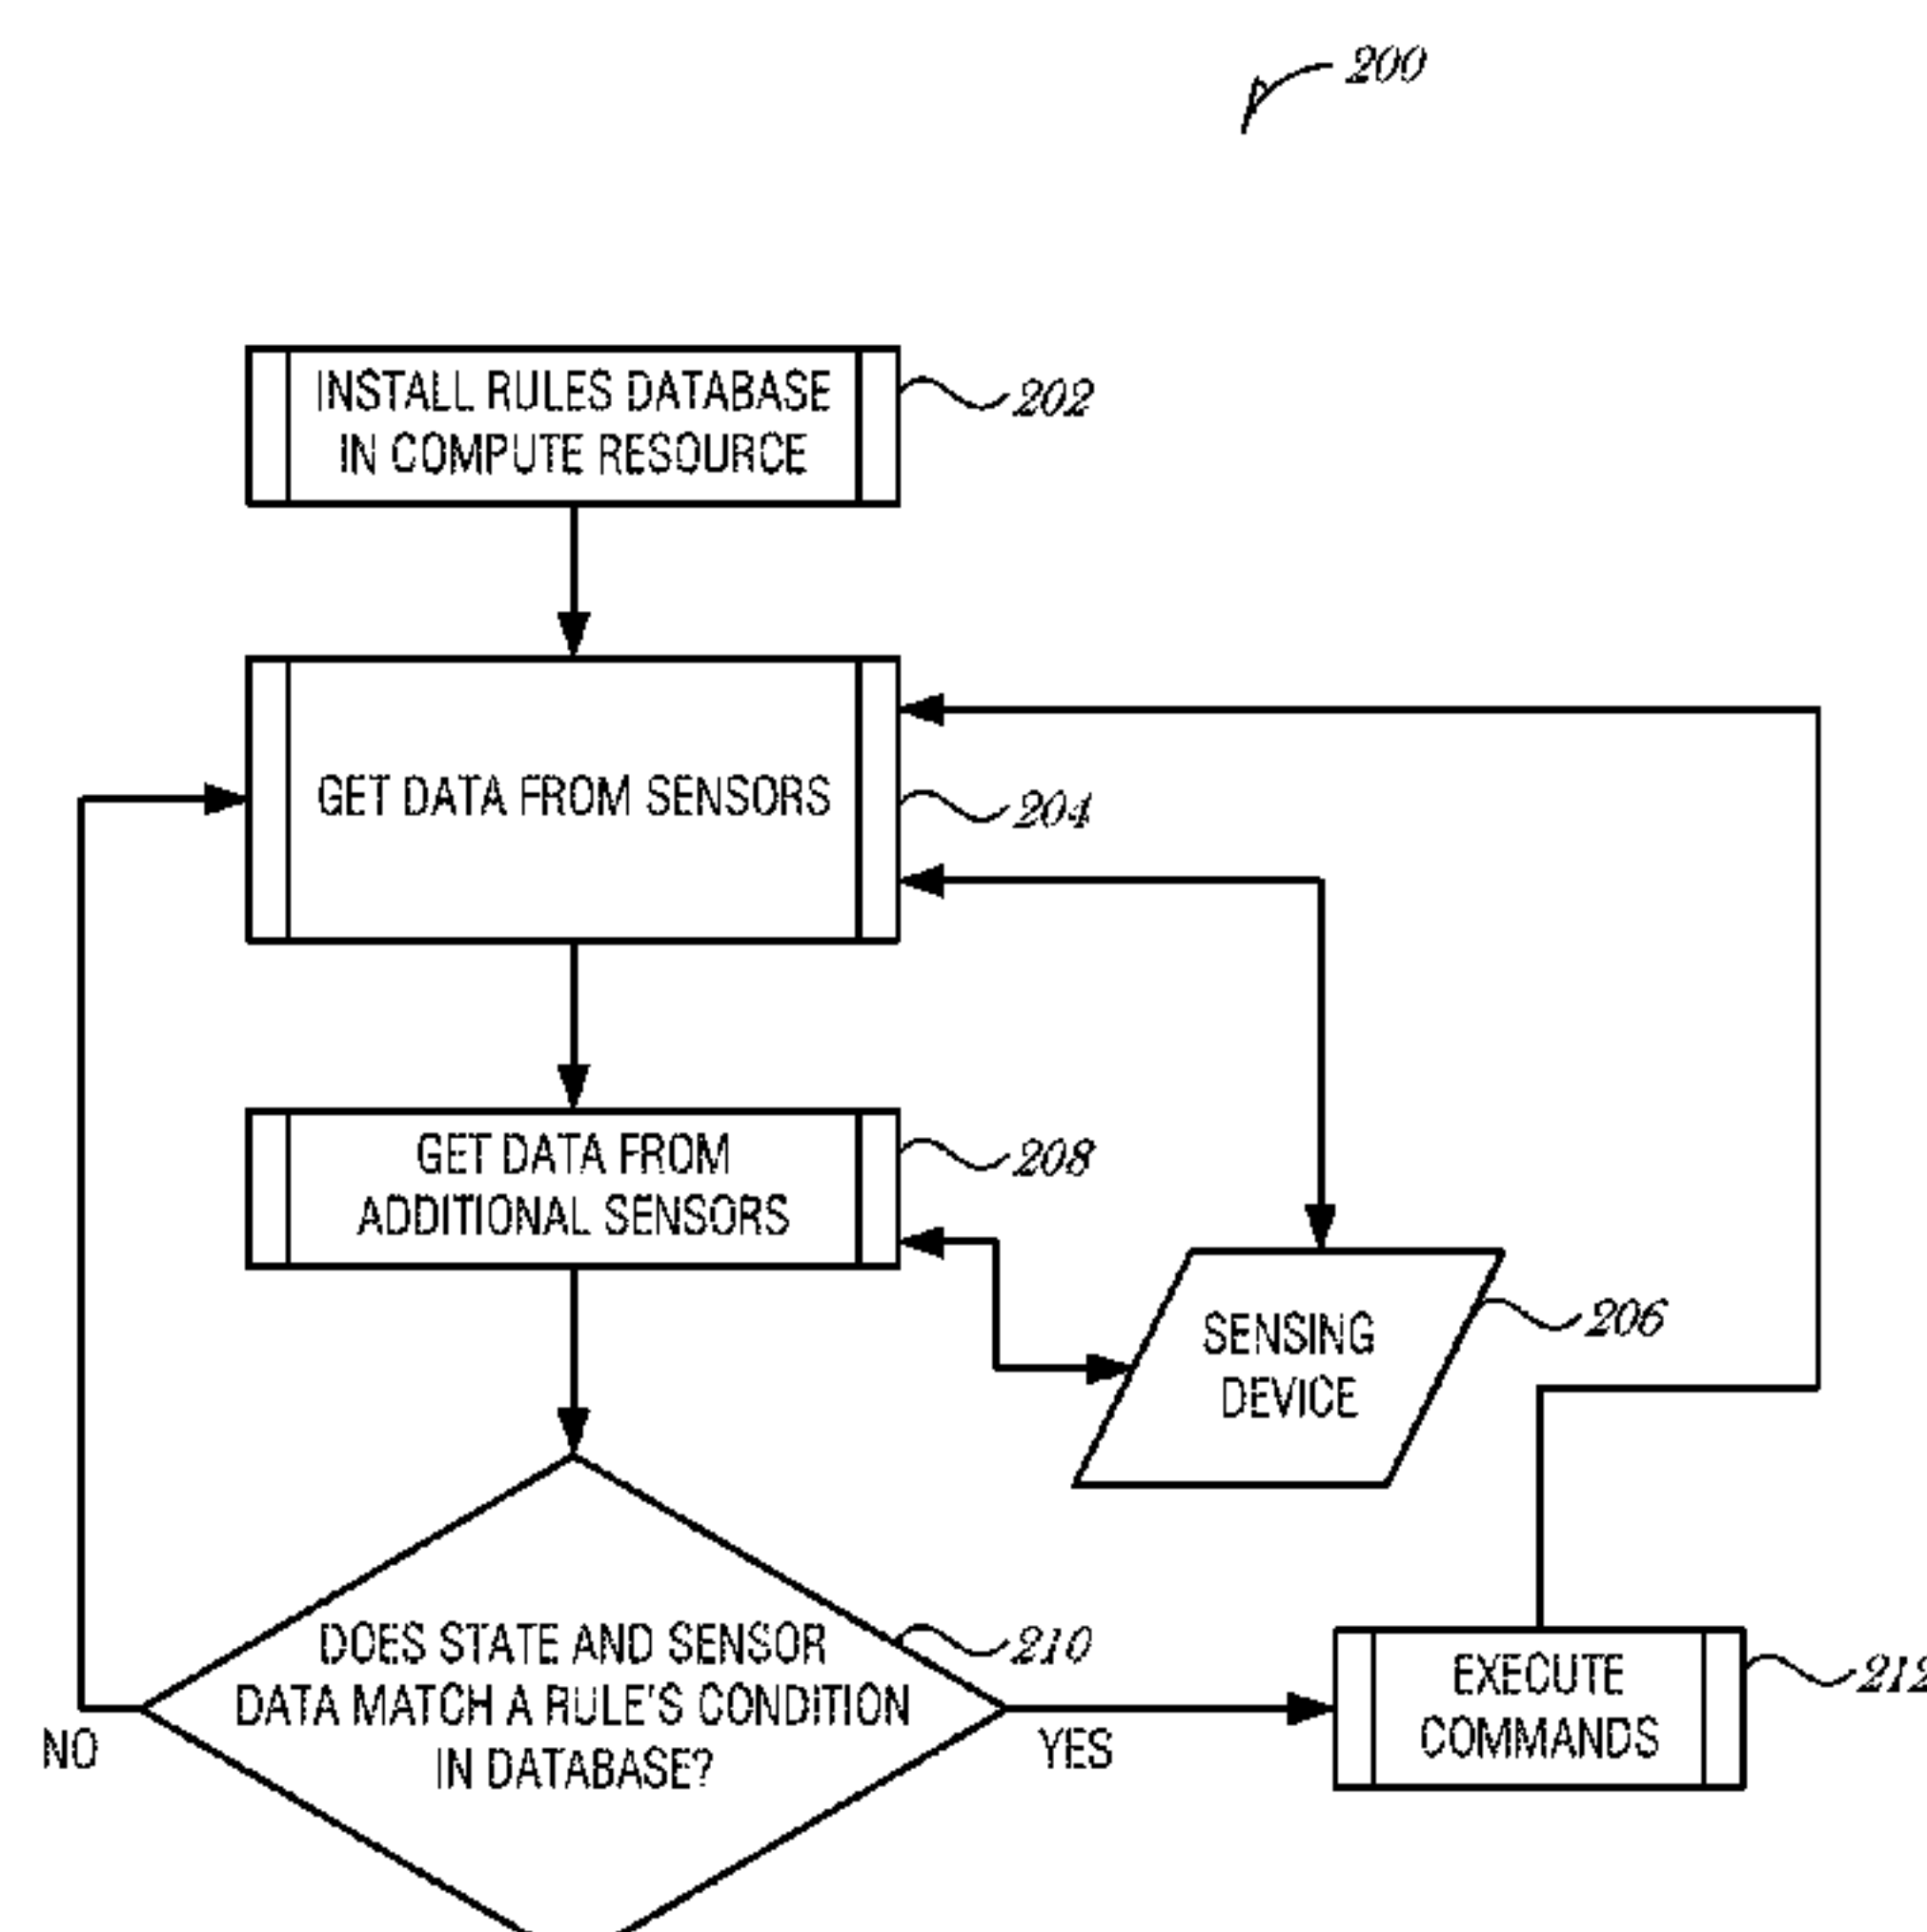 200
INSTALL RULES DATABASE
IN COMPUTE RESOURCE
202
GET DATA FROM SENSORS
204
GET DATA FROM
ADDITIONAL SENSORS
208
SENSING
DEVICE
206
DOES STATE AND SENSOR
DATA MATCH A RULE'S CONDITION
IN DATABASE?
210
NO
YES
EXECUTE
COMMANDS
212